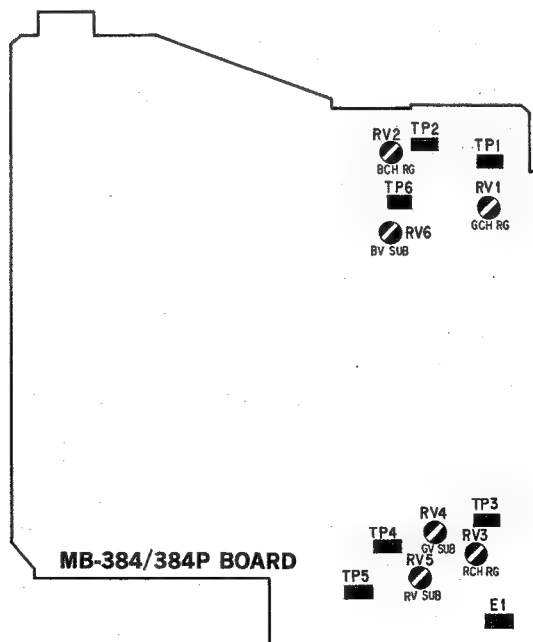 TP2
RV2
BCH RG
TP1
TP6
RV1
GCH RG
RV6
BV SUB
TP3
RV4
GV SUB
RV3
RCH RG
TP4
MB-384/384P BOARD
RV5
RV SUB
TP5
E1